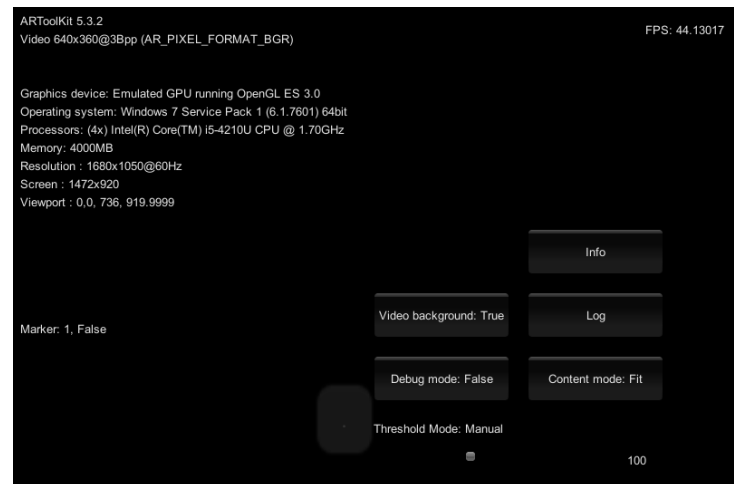 ARToolKit 5.3.2
Video 640x360@3Bpp (AR_PIXEL_FORMAT_BGR)
FPS: 44.13017
Graphics device: Emulated GPU running OpenGL ES 3.0
Operating system: Windows 7 Service Pack 1 (6.1.7601) 64bit
Processors: (4x) Intel(R) Core(TM) i5-4210U CPU @ 1.70GHz
Memory: 4000MB
Resolution : 1680x1050@60Hz
Screen : 1472x920
Viewport : 0,0, 736, 919.9999
Info
Video background: True
Log
Marker: 1, False
Debug mode: False
Content mode: Fit
Threshold Mode: Manual
100